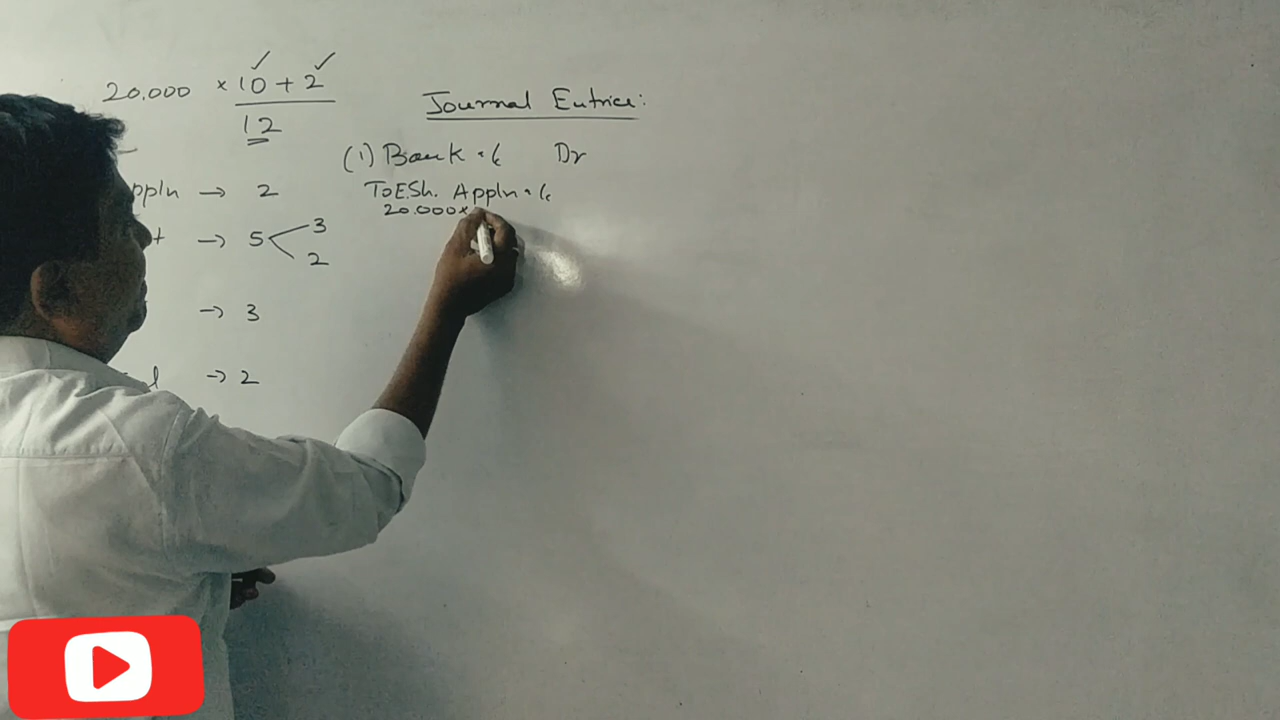 20.000 × 10 + 2
12
ppln → 2
t → 5 < 3
2
→ 3
l → 2
Journal Entries:
(1) Bank a/c Dr
To E.Sh. Appln a/c
20.000×